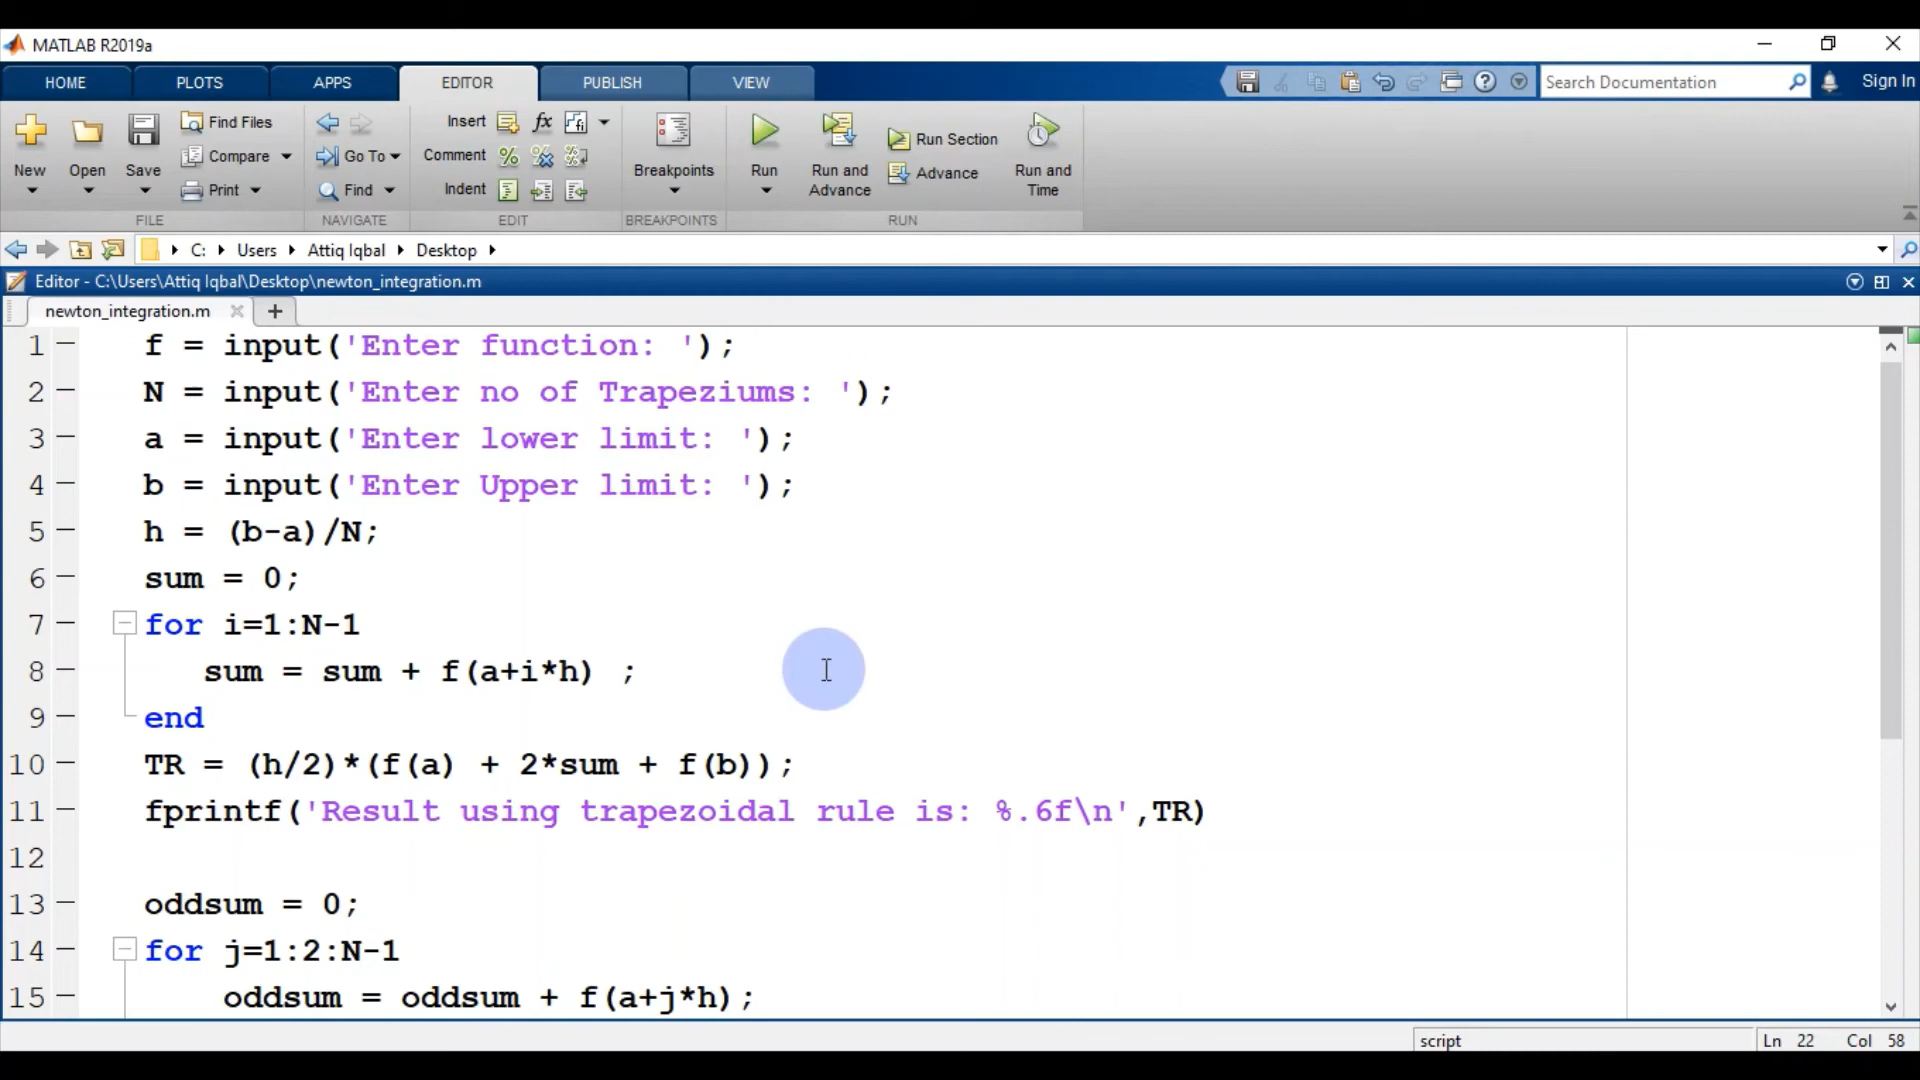 MATLAB R2019a
HOME PLOTS APPS EDITOR PUBLISH VIEW Search Documentation Sign In
New Open Save Find Files Compare Print Go To Find Insert fx fi Comment Indent Breakpoints Run Run and Advance Run Section Advance Run and Time
FILE NAVIGATE EDIT BREAKPOINTS RUN
C: Users Attiq Iqbal Desktop
Editor - C:\Users\Attiq Iqbal\Desktop\newton_integration.m
newton_integration.m
1 f = input('Enter function: ');
2 N = input('Enter no of Trapeziums: ');
3 a = input('Enter lower limit: ');
4 b = input('Enter Upper limit: ');
5 h = (b-a)/N;
6 sum = 0;
7 for i=1:N-1
8 sum = sum + f(a+i*h) ;
9 end
10 TR = (h/2)*(f(a) + 2*sum + f(b));
11 fprintf('Result using trapezoidal rule is: %.6f\n',TR)
12
13 oddsum = 0;
14 for j=1:2:N-1
15 oddsum = oddsum + f(a+j*h);
script Ln 22 Col 58